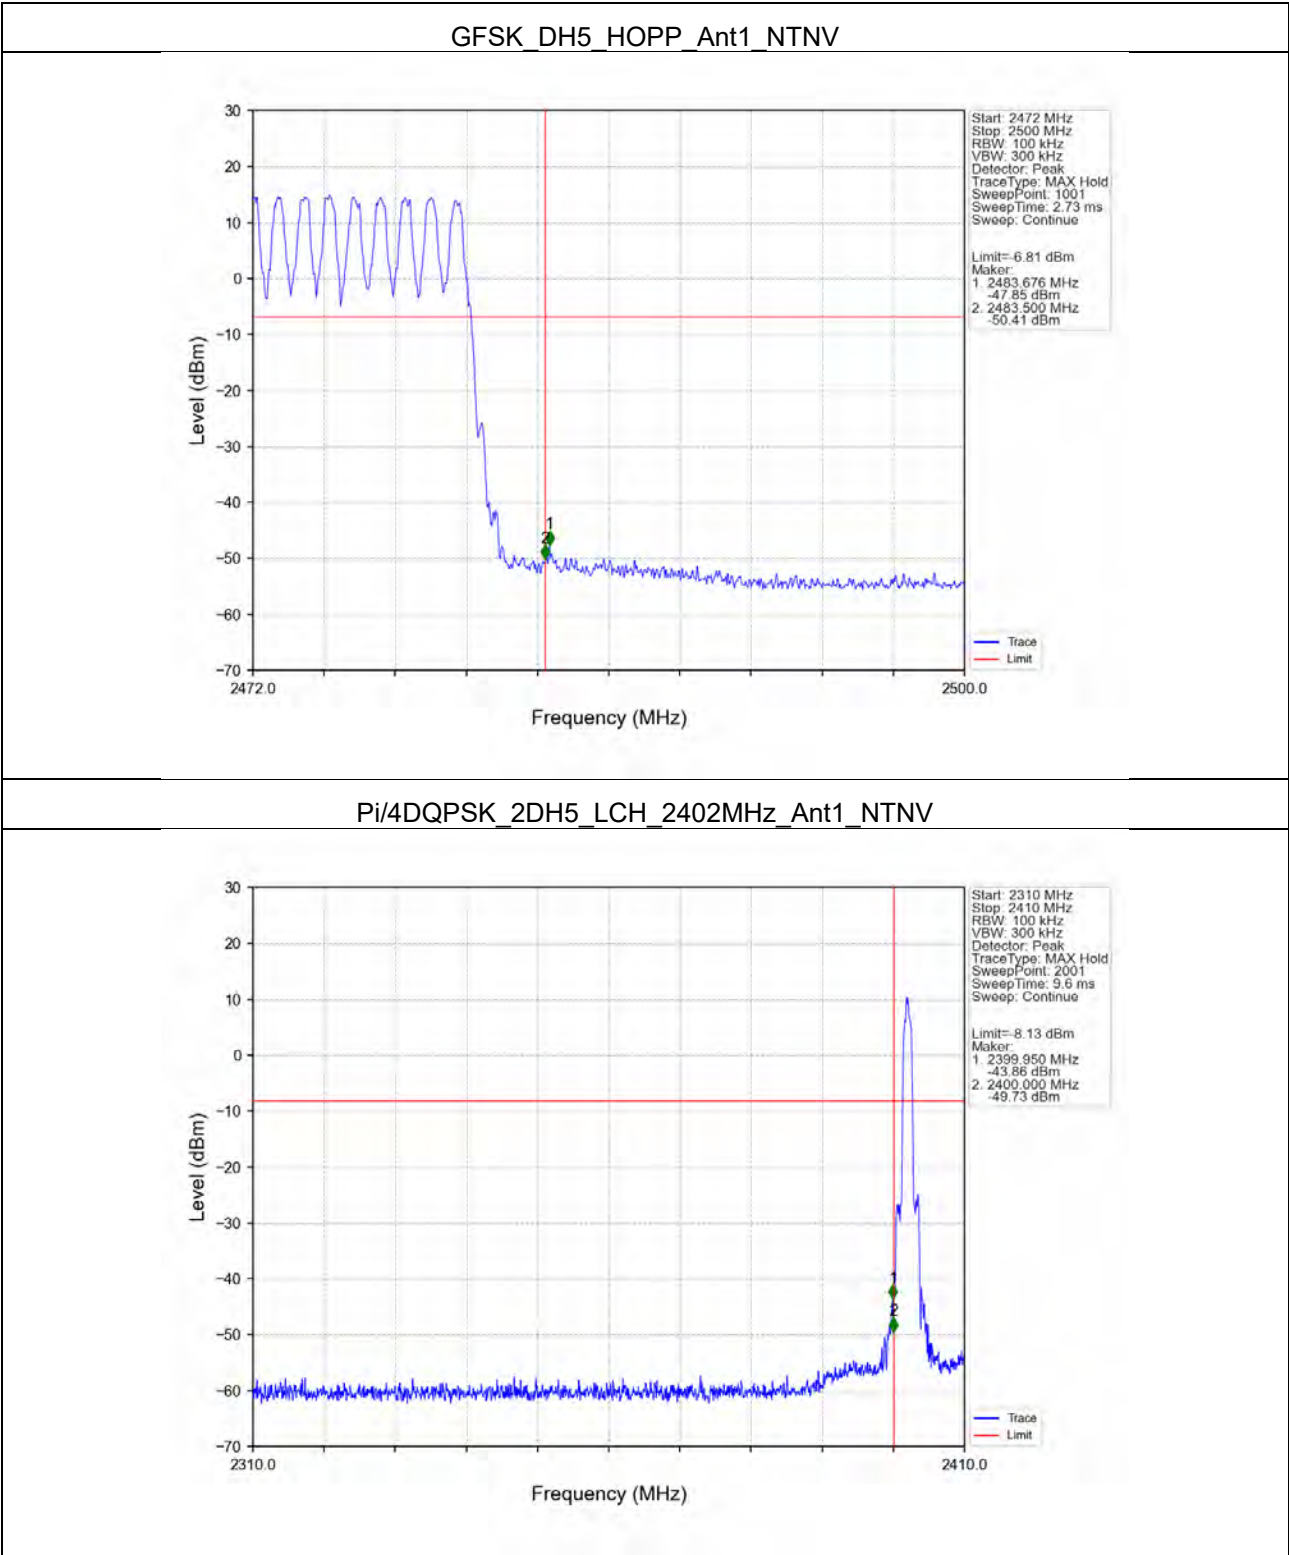 GFSK_DH5_HOPP_Ant1_NTNV
30
20
10
0
−10
−20
−30
−40
−50
−60
−70
Level (dBm)
2472.0
2500.0
Frequency (MHz)
1
2
Start: 2472 MHz
Stop: 2500 MHz
RBW: 100 kHz
VBW: 300 kHz
Detector: Peak
TraceType: MAX Hold
SweepPoint: 1001
SweepTime: 2.73 ms
Sweep: Continue
Limit=-6.81 dBm
Maker:
1. 2483.676 MHz
-47.85 dBm
2. 2483.500 MHz
-50.41 dBm
Trace
Limit
Pi/4DQPSK_2DH5_LCH_2402MHz_Ant1_NTNV
30
20
10
0
−10
−20
−30
−40
−50
−60
−70
Level (dBm)
2310.0
2410.0
Frequency (MHz)
1
2
Start: 2310 MHz
Stop: 2410 MHz
RBW: 100 kHz
VBW: 300 kHz
Detector: Peak
TraceType: MAX Hold
SweepPoint: 2001
SweepTime: 9.6 ms
Sweep: Continue
Limit=-8.13 dBm
Maker:
1. 2399.950 MHz
-43.86 dBm
2. 2400.000 MHz
-49.73 dBm
Trace
Limit